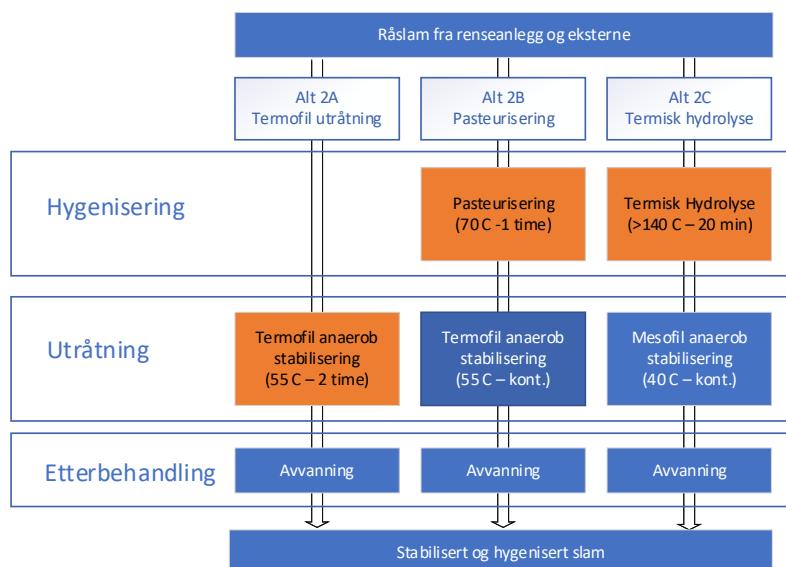 Råslam fra renseanlegg og eksterne
Alt 2A
Termofil utråtning
Alt 2B
Pasteurisering
Alt 2C
Termisk hydrolyse
Hygenisering
Pasteurisering
(70 C -1 time)
Termisk Hydrolyse
(>140 C – 20 min)
Utråtning
Termofil anaerob
stabilisering
(55 C – 2 time)
Termofil anaerob
stabilisering
(55 C – kont.)
Mesofil anaerob
stabilisering
(40 C – kont.)
Etterbehandling
Avvanning
Avvanning
Avvanning
Stabilisert og hygenisert slam